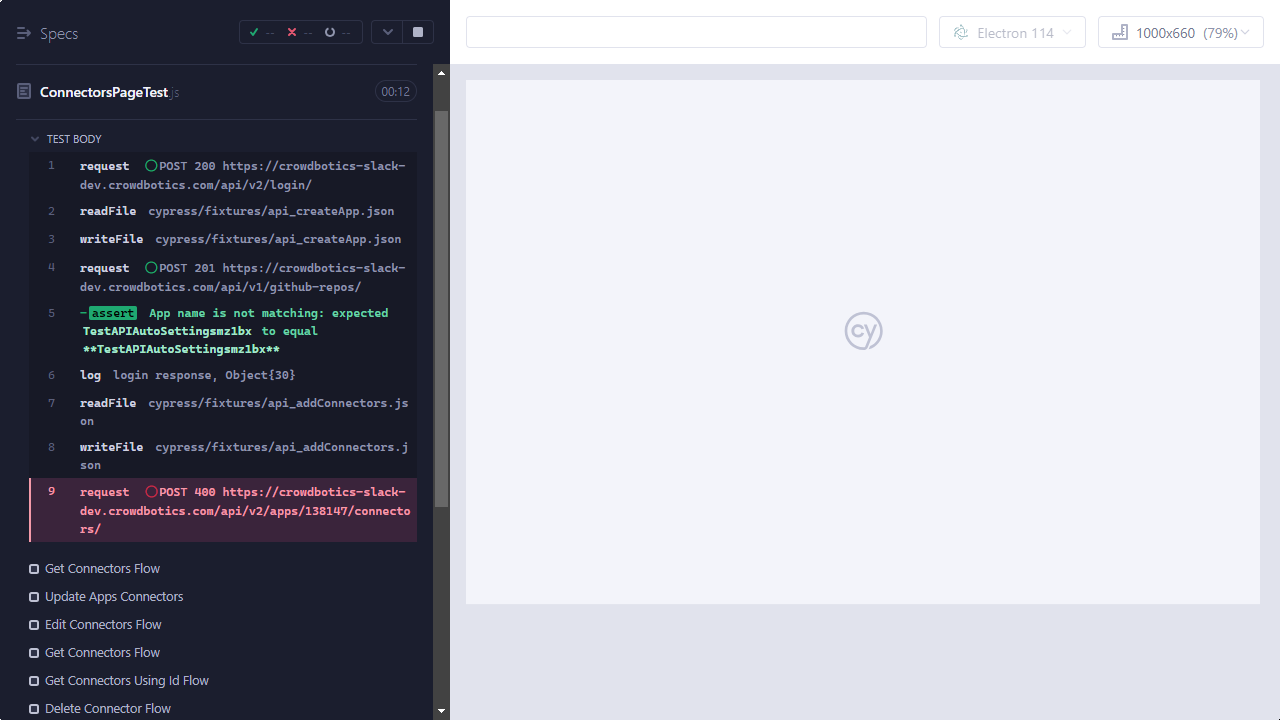 Specs
--
--
--
Electron 114
1000x660 (79%)
ConnectorsPageTest.js
00:12
TEST BODY
1 request POST 200 https://crowdbotics-slack-
dev.crowdbotics.com/api/v2/login/
2 readFile cypress/fixtures/api_createApp.json
3 writeFile cypress/fixtures/api_createApp.json
4 request POST 201 https://crowdbotics-slack-
dev.crowdbotics.com/api/v1/github-repos/
5 -assert App name is not matching: expected
TestAPIAutoSettingsmz1bx to equal
**TestAPIAutoSettingsmz1bx**
6 log login response, Object{30}
7 readFile cypress/fixtures/api_addConnectors.js
on
8 writeFile cypress/fixtures/api_addConnectors.j
son
9 request POST 400 https://crowdbotics-slack-
dev.crowdbotics.com/api/v2/apps/138147/connecto
rs/
cy
Get Connectors Flow
Update Apps Connectors
Edit Connectors Flow
Get Connectors Flow
Get Connectors Using Id Flow
Delete Connector Flow